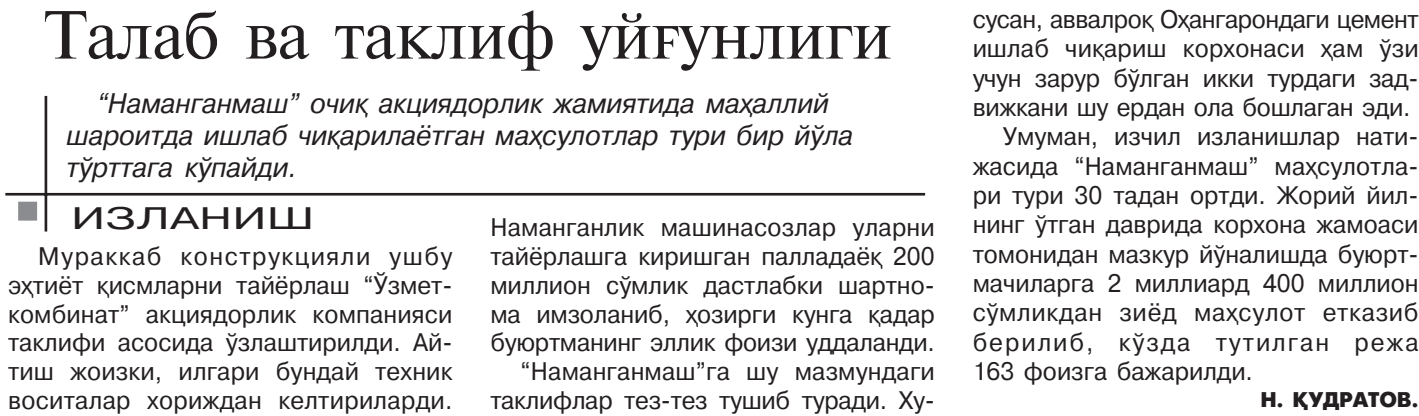 Талаб ва таклиф уйғунлиги
“Наманганмаш” очиқ акциядорлик жамиятида маҳаллий
шароитда ишлаб чиқарилаётган маҳсулотлар тури бир йўла
тўрттага кўпайди.
ИЗЛАНИШ
Мураккаб конструкцияли ушбу
эҳтиёт қисмларни тайёрлаш “Ўзмет-
комбинат” акциядорлик компанияси
таклифи асосида ўзлаштирилди. Ай-
тиш жоизки, илгари бундай техник
воситалар хориждан келтириларди.
Наманганлик машинасозлар уларни
тайёрлашга киришган палладаёқ 200
миллион сўмлик дастлабки шартно-
ма имзоланиб, ҳозирги кунга қадар
буюртманинг эллик фоизи уддаланди.
“Наманганмаш”га шу мазмундаги
таклифлар тез-тез тушиб туради. Ху-
сусан, аввалроқ Оҳангарондаги цемент
ишлаб чиқариш корхонаси ҳам ўзи
учун зарур бўлган икки турдаги зад-
вижкани шу ердан ола бошлаган эди.
Умуман, изчил изланишлар нати-
жасида “Наманганмаш” маҳсулотла-
ри тури 30 тадан ортди. Жорий йил-
нинг ўтган даврида корхона жамоаси
томонидан мазкур йўналишда буюрт-
мачиларга 2 миллиард 400 миллион
сўмликдан зиёд маҳсулот етказиб
берилиб, кўзда тутилган режа
163 фоизга бажарилди.
Н. ҚУДРАТОВ.